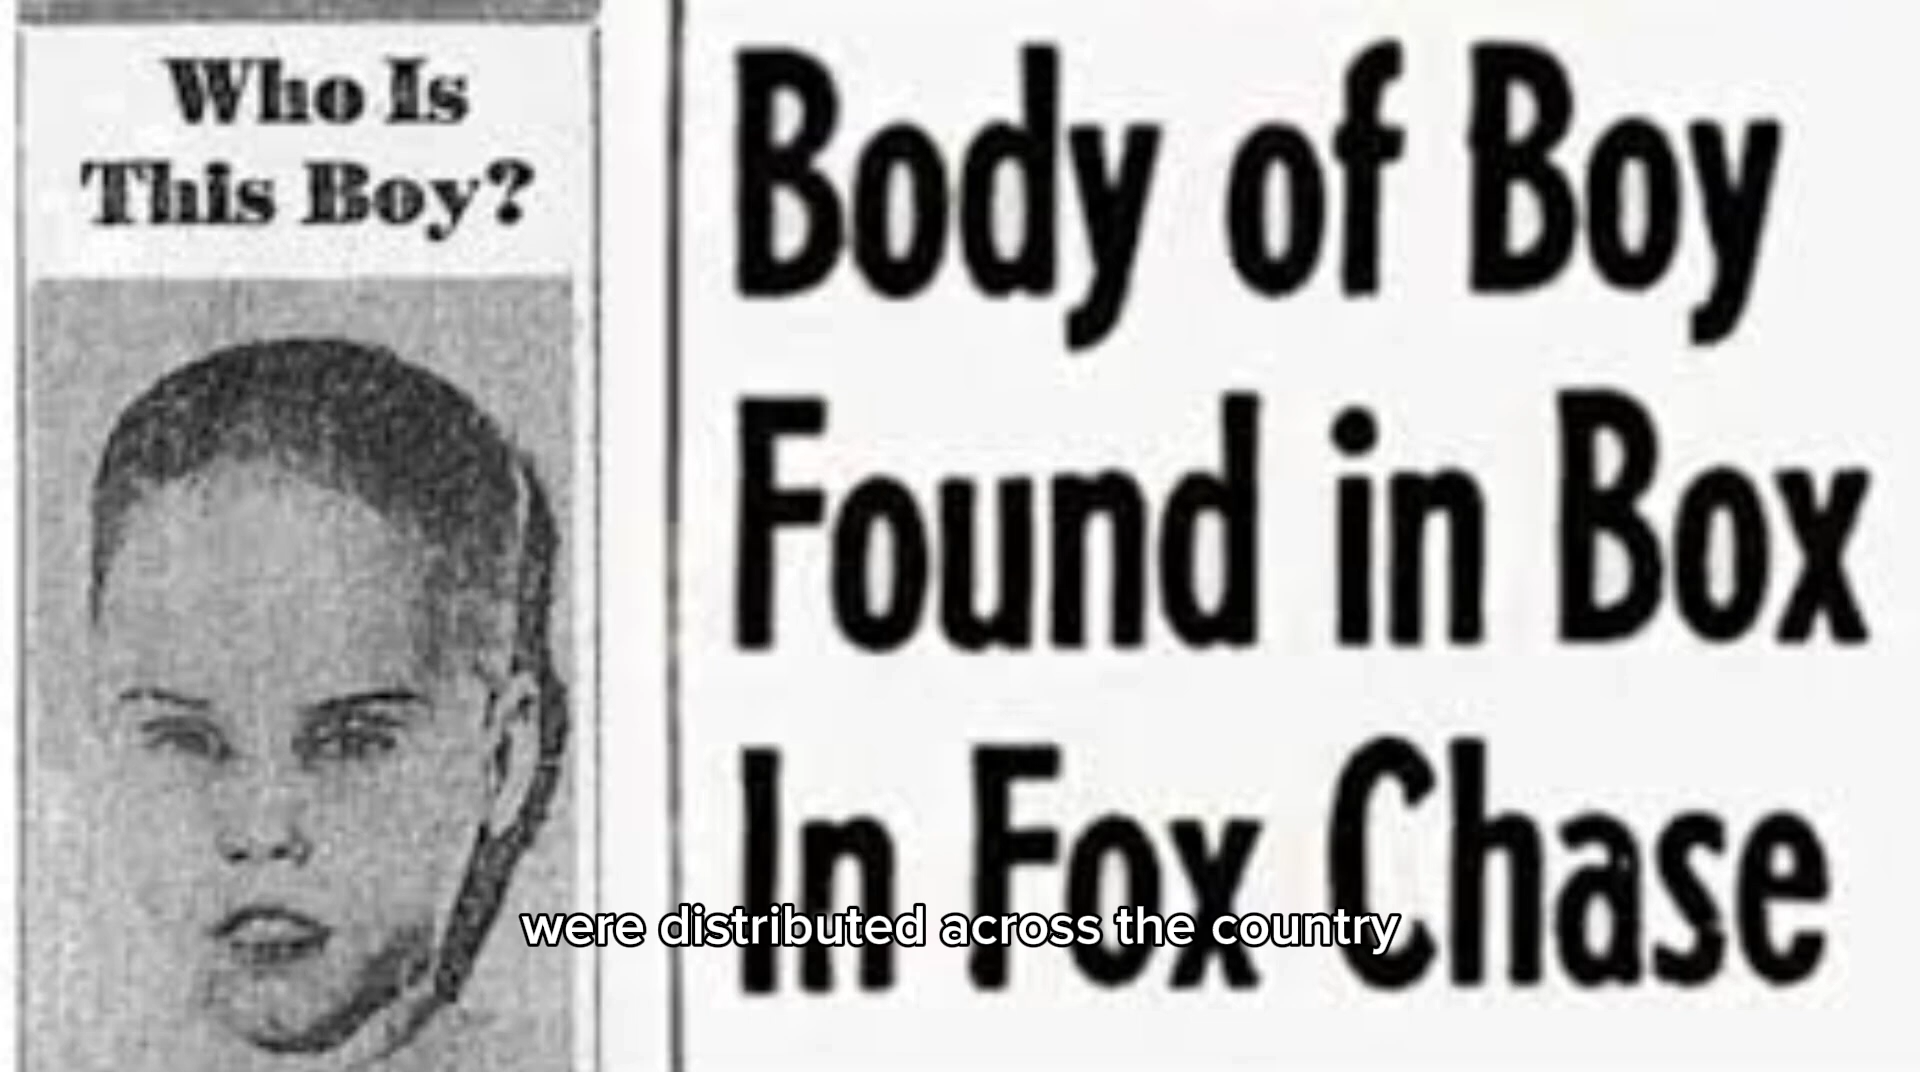 Who Is
This Boy?
Body of Boy
Found in Box
In Fox Chase
were distributed across the country